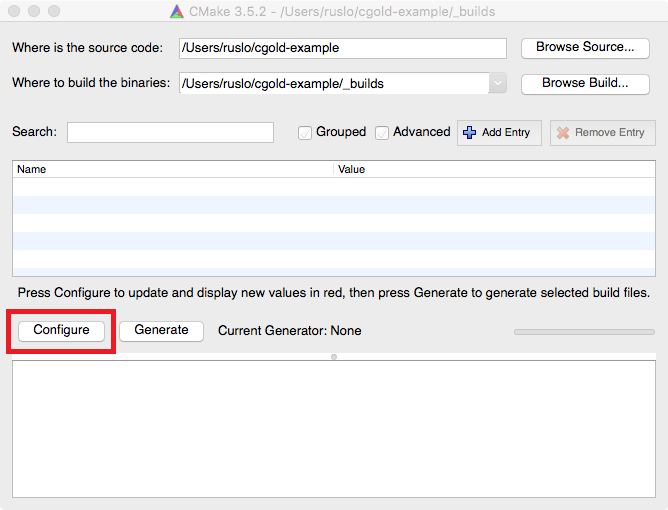 CMake 3.5.2 - /Users/ruslo/cgold-example/_builds
Where is the source code: /Users/ruslo/cgold-example Browse Source...
Where to build the binaries: /Users/ruslo/cgold-example/_builds Browse Build...
Search: Grouped Advanced Add Entry Remove Entry
Name Value
Press Configure to update and display new values in red, then press Generate to generate selected build files.
Configure Generate Current Generator: None